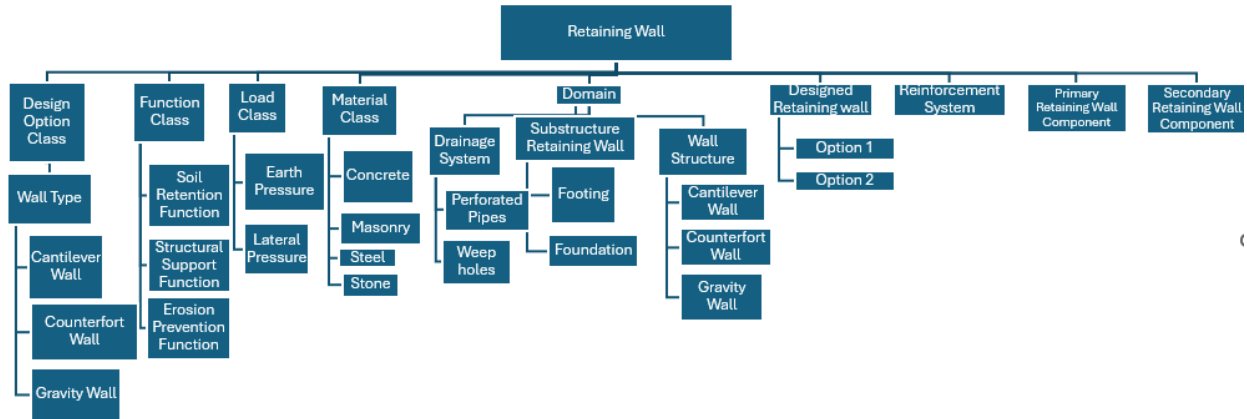 Retaining Wall
Design
Option
Class
Function
Class
Load
Class
Material
Class
Domain
Designed
Retaining wall
Reinforcement
System
Primary
Retaining Wall
Component
Secondary
Retaining Wall
Component
Wall Type
Cantilever
Wall
Counterfort
Wall
Gravity Wall
Soil
Retention
Function
Structural
Support
Function
Erosion
Prevention
Function
Earth
Pressure
Lateral
Pressure
Concrete
Masonry
Steel
Stone
Drainage
System
Perforated
Pipes
Weep
holes
Substructure
Retaining Wall
Footing
Foundation
Wall
Structure
Cantilever
Wall
Counterfort
Wall
Gravity
Wall
Option 1
Option 2